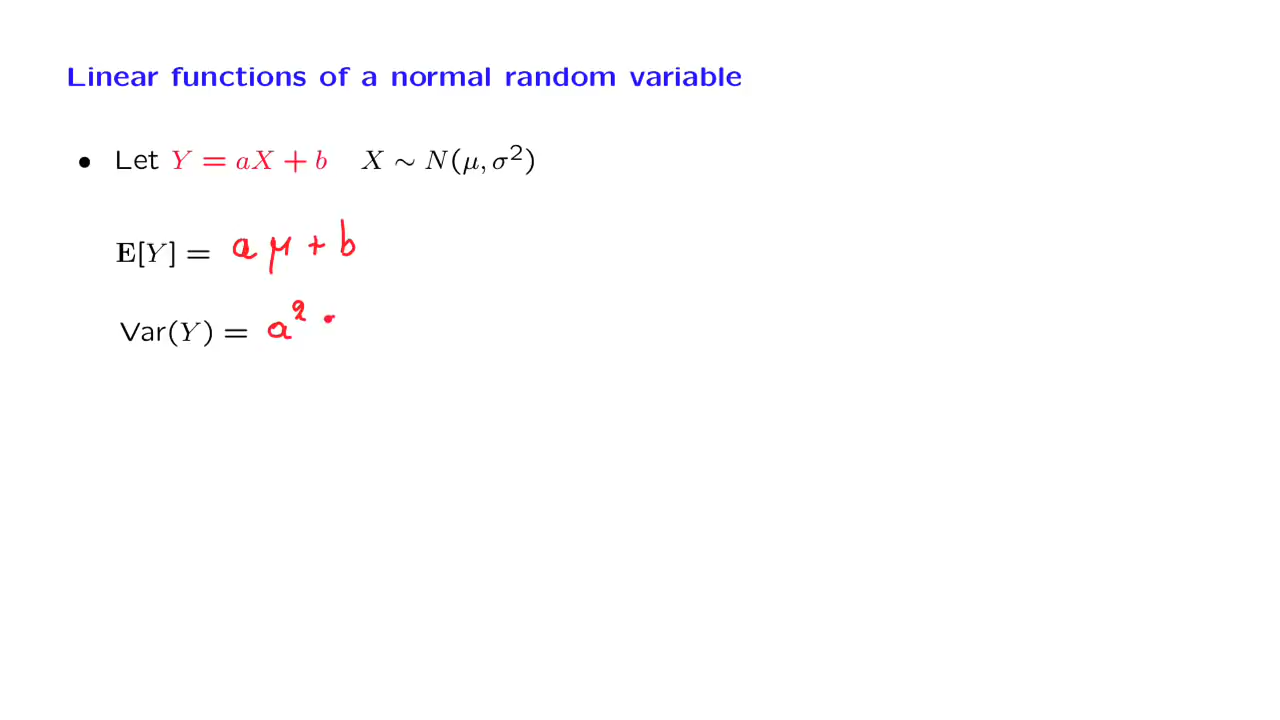 Linear functions of a normal random variable
• Let Y = aX + b X ∼ N(μ, σ²)
E[Y] = aμ + b
Var(Y) = a²